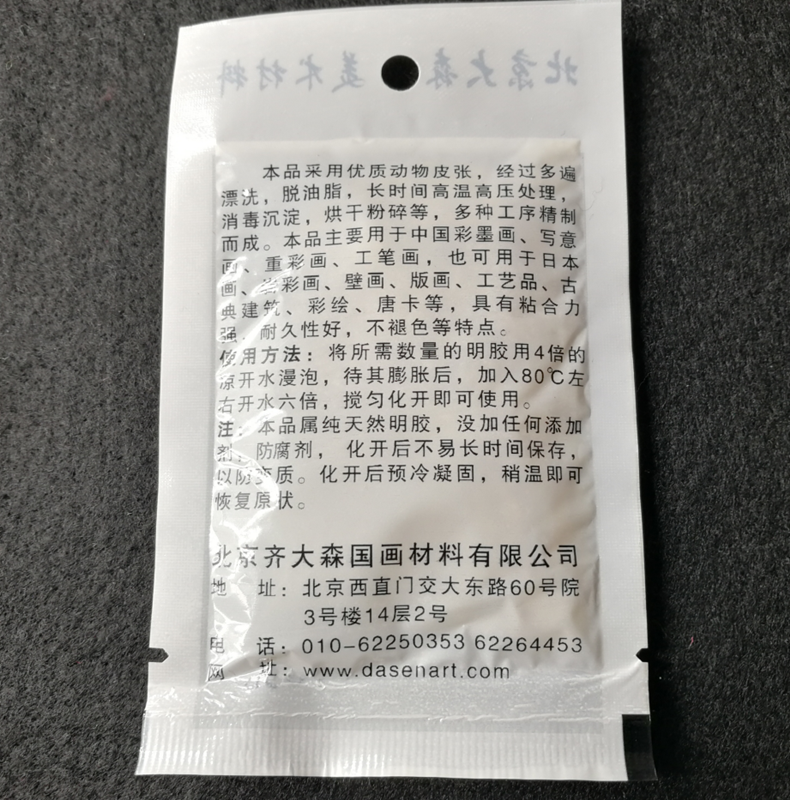 北京大森美术材料
本品采用优质动物皮张，经过多遍
漂洗，脱油脂，长时间高温高压处理，
消毒沉淀，烘干粉碎等，多种工序精制
而成。本品主要用于中国彩墨画、写意
画、重彩画、工笔画，也可用于日本
画、岩彩画、壁画、版画、工艺品、古
典建筑、彩绘、唐卡等，具有粘合力
强、耐久性好，不褪色等特点。
使用方法：将所需数量的明胶用4倍的
凉开水漫泡，待其膨胀后，加入80℃左
右开水六倍，搅匀化开即可使用。
注：本品属纯天然明胶，没加任何添加
剂，防腐剂， 化开后不易长时间保存，
以防变质。化开后预冷凝固，稍温即可
恢复原状。
北京齐大森国画材料有限公司
地 址：北京西直门交大东路60号院
3号楼14层2号
电 话：010-62250353 62264453
网 址：www.dasenart.com